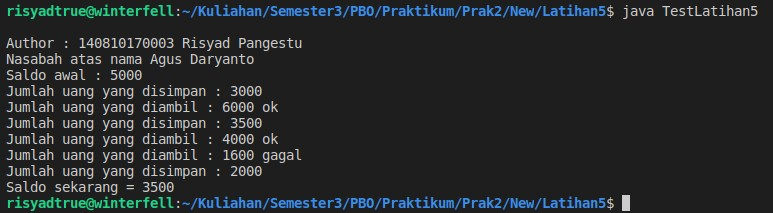 risyadtrue@winterfell:~/Kuliahan/Semester3/PBO/Praktikum/Prak2/New/Latihan5$ java TestLatihan5
Author : 140810170003 Risyad Pangestu
Nasabah atas nama Agus Daryanto
Saldo awal : 5000
Jumlah uang yang disimpan : 3000
Jumlah uang yang diambil : 6000 ok
Jumlah uang yang disimpan : 3500
Jumlah uang yang diambil : 4000 ok
Jumlah uang yang diambil : 1600 gagal
Jumlah uang yang disimpan : 2000
Saldo sekarang = 3500
risyadtrue@winterfell:~/Kuliahan/Semester3/PBO/Praktikum/Prak2/New/Latihan5$